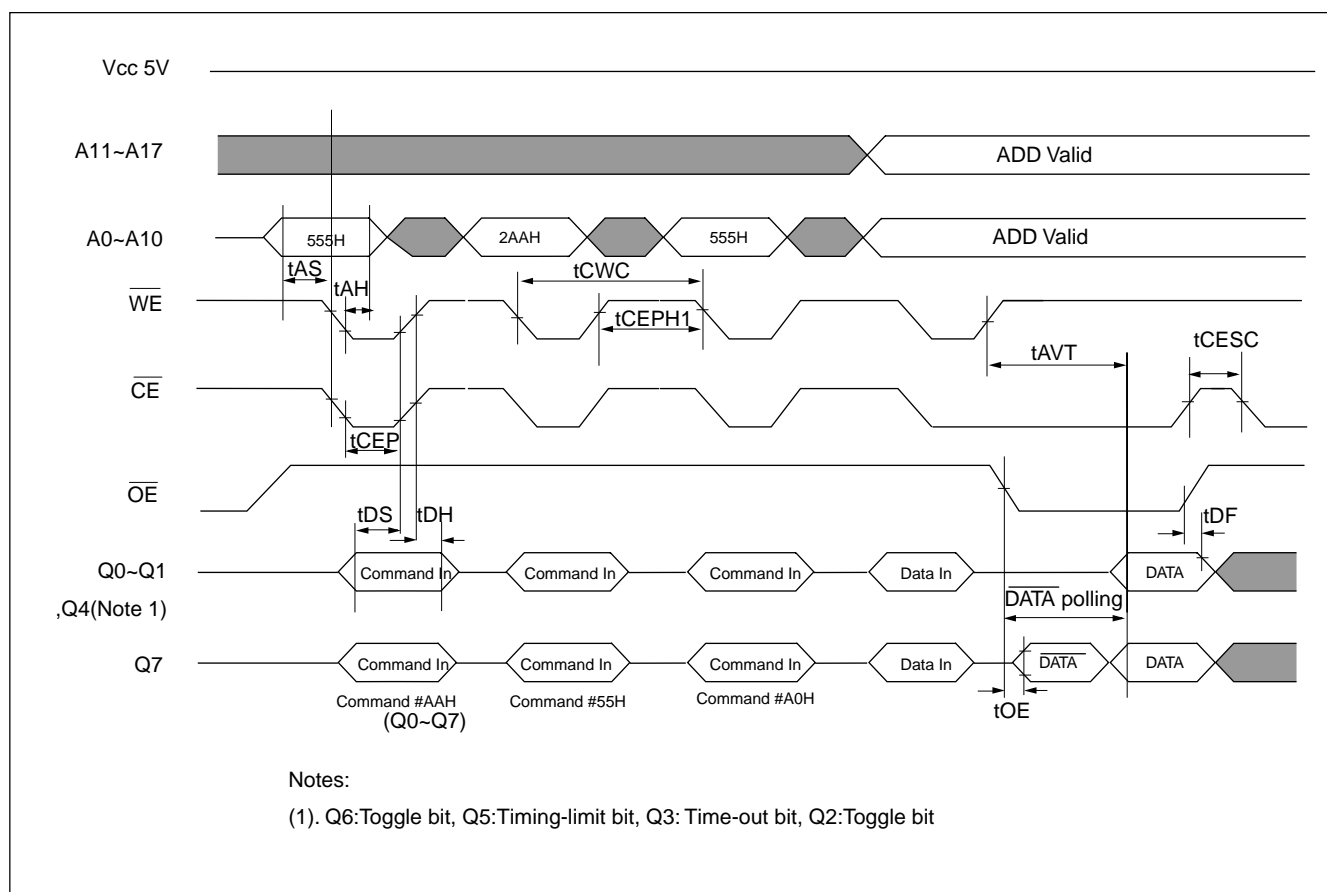 Vcc 5V
A11~A17
ADD Valid
A0~A10
555H
2AAH
555H
ADD Valid
tAS
tAH
tCWC
WE
tCEPH1
tAVT
tCESC
CE
tCEP
OE
tDS
tDH
tDF
Q0~Q1
Command In
Command In
Command In
Data In
DATA
,Q4(Note 1)
DATA polling
Q7
Command In
Command In
Command In
Data In
DATA
DATA
Command #AAH
Command #55H
Command #A0H
(Q0~Q7)
tOE
Notes:
(1). Q6:Toggle bit, Q5:Timing-limit bit, Q3: Time-out bit, Q2:Toggle bit